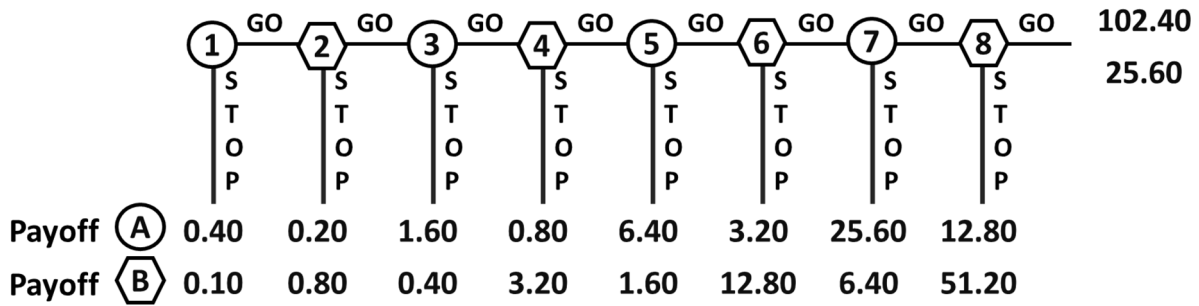 GO GO GO GO GO GO GO GO 102.40
1 2 3 4 5 6 7 8
25.60
S S S S S S S S
T T T T T T T T
O O O O O O O O
P P P P P P P P
Payoff A 0.40 0.20 1.60 0.80 6.40 3.20 25.60 12.80
Payoff B 0.10 0.80 0.40 3.20 1.60 12.80 6.40 51.20